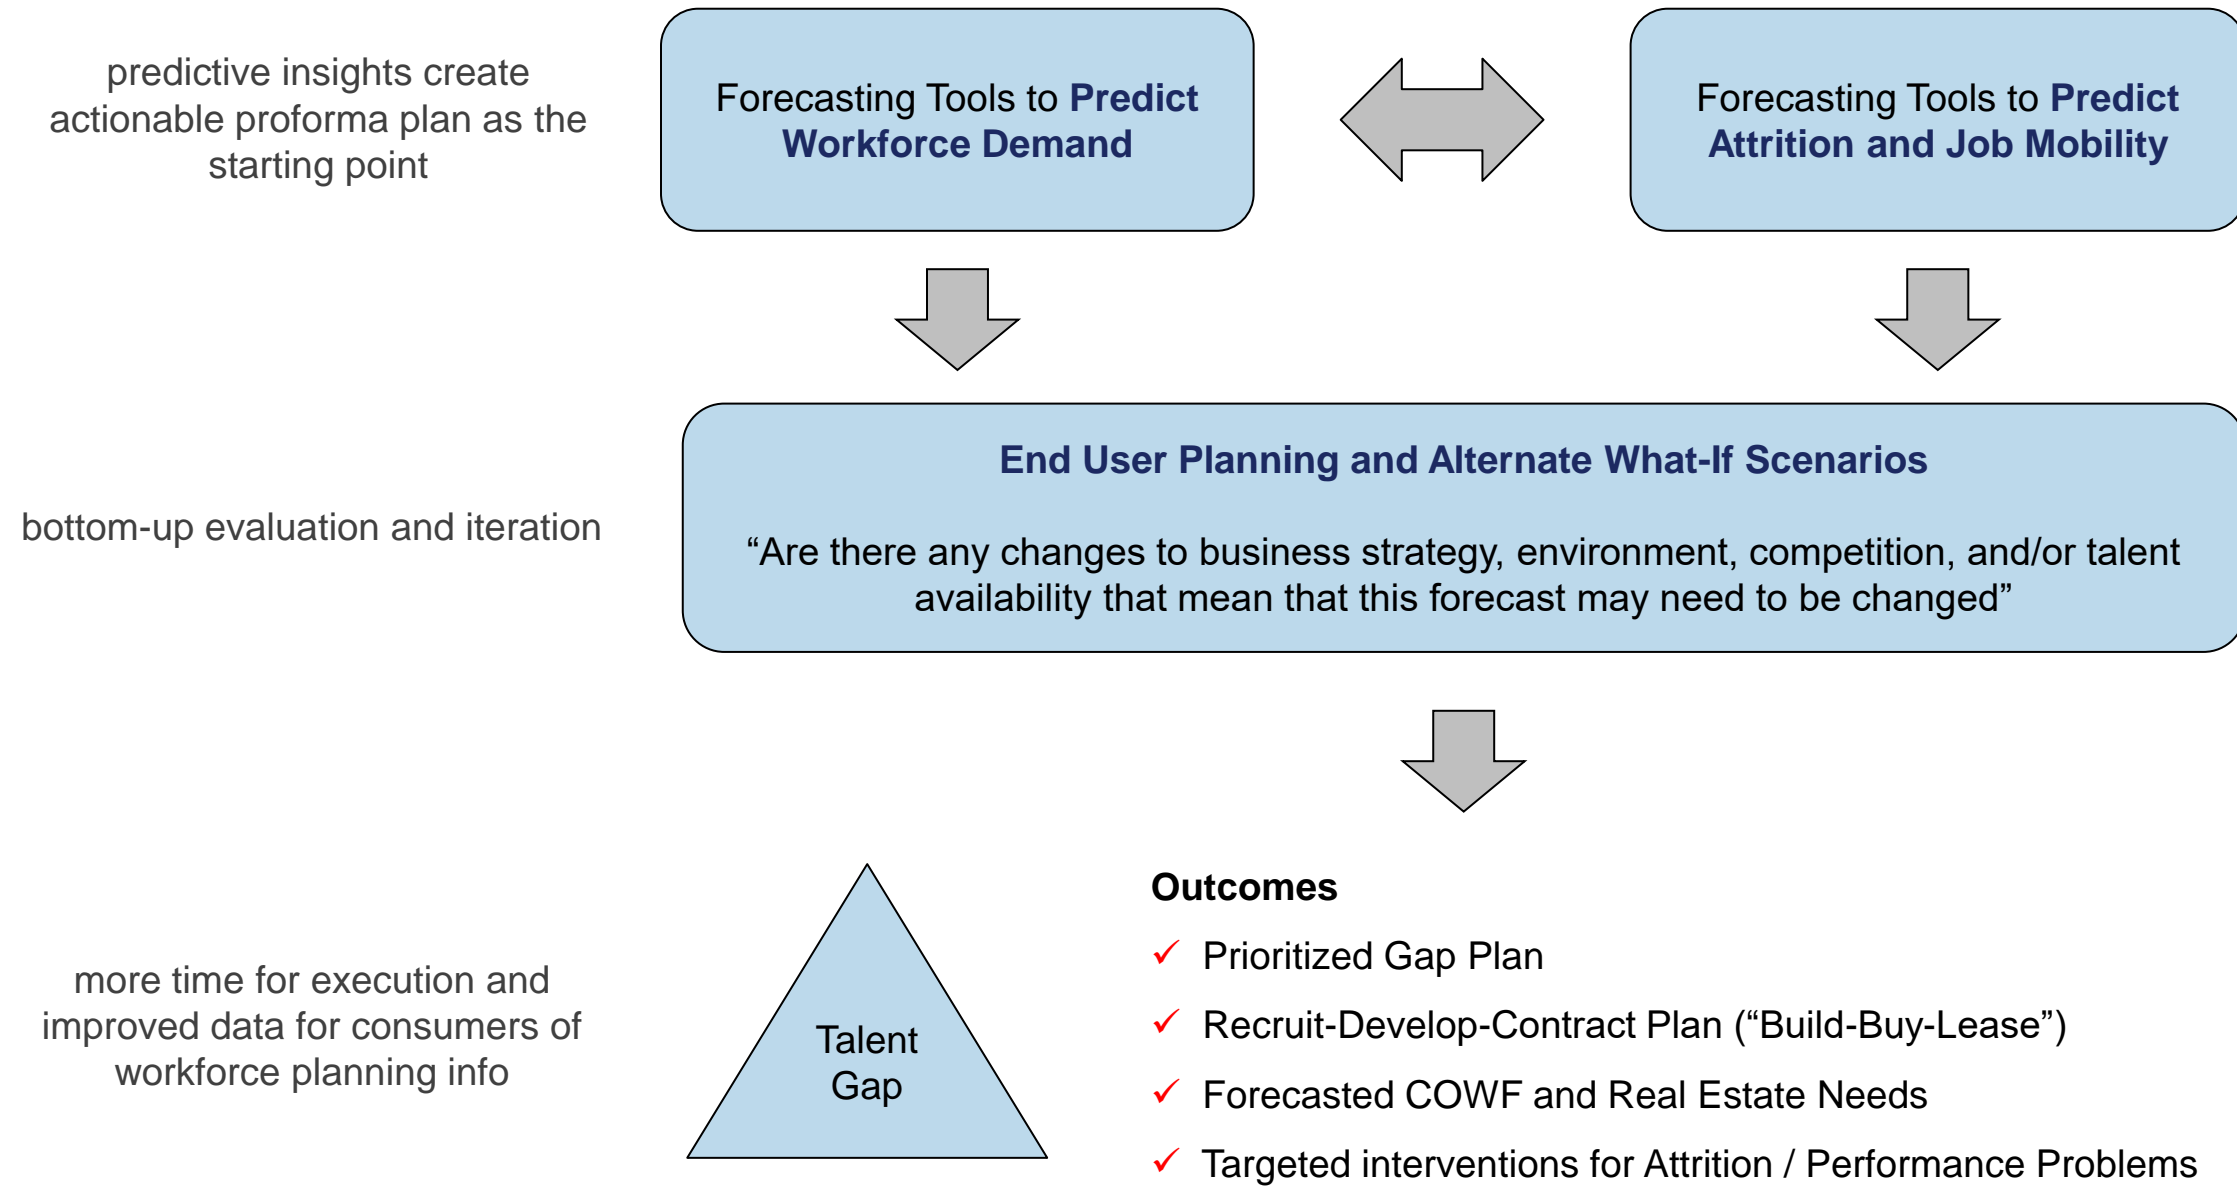 predictive insights create
actionable proforma plan as the
starting point
Forecasting Tools to Predict
Workforce Demand
Forecasting Tools to Predict
Attrition and Job Mobility
bottom-up evaluation and iteration
End User Planning and Alternate What-If Scenarios
“Are there any changes to business strategy, environment, competition, and/or talent
availability that mean that this forecast may need to be changed”
more time for execution and
improved data for consumers of
workforce planning info
Talent
Gap
Outcomes
✓ Prioritized Gap Plan
✓ Recruit-Develop-Contract Plan (“Build-Buy-Lease”)
✓ Forecasted COWF and Real Estate Needs
✓ Targeted interventions for Attrition / Performance Problems